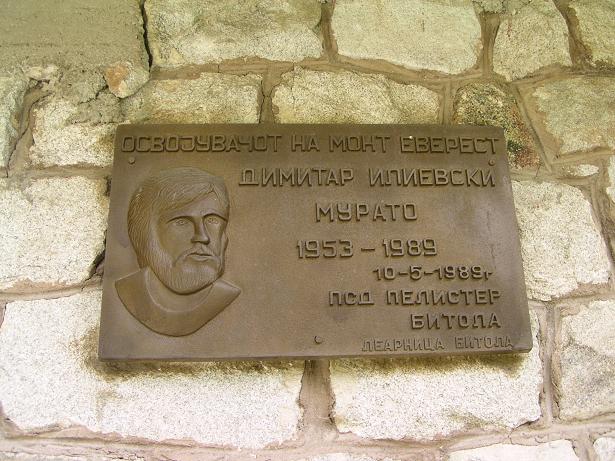 ОСВОЈУВАЧОТ НА МОНТ ЕВЕРЕСТ
ДИМИТАР ИЛИЕВСКИ
МУРАТО
1953 - 1989
10-5-1989г
ПСД ПЕЛИСТЕР
БИТОЛА
ЛЕАРНИЦА БИТОЛА